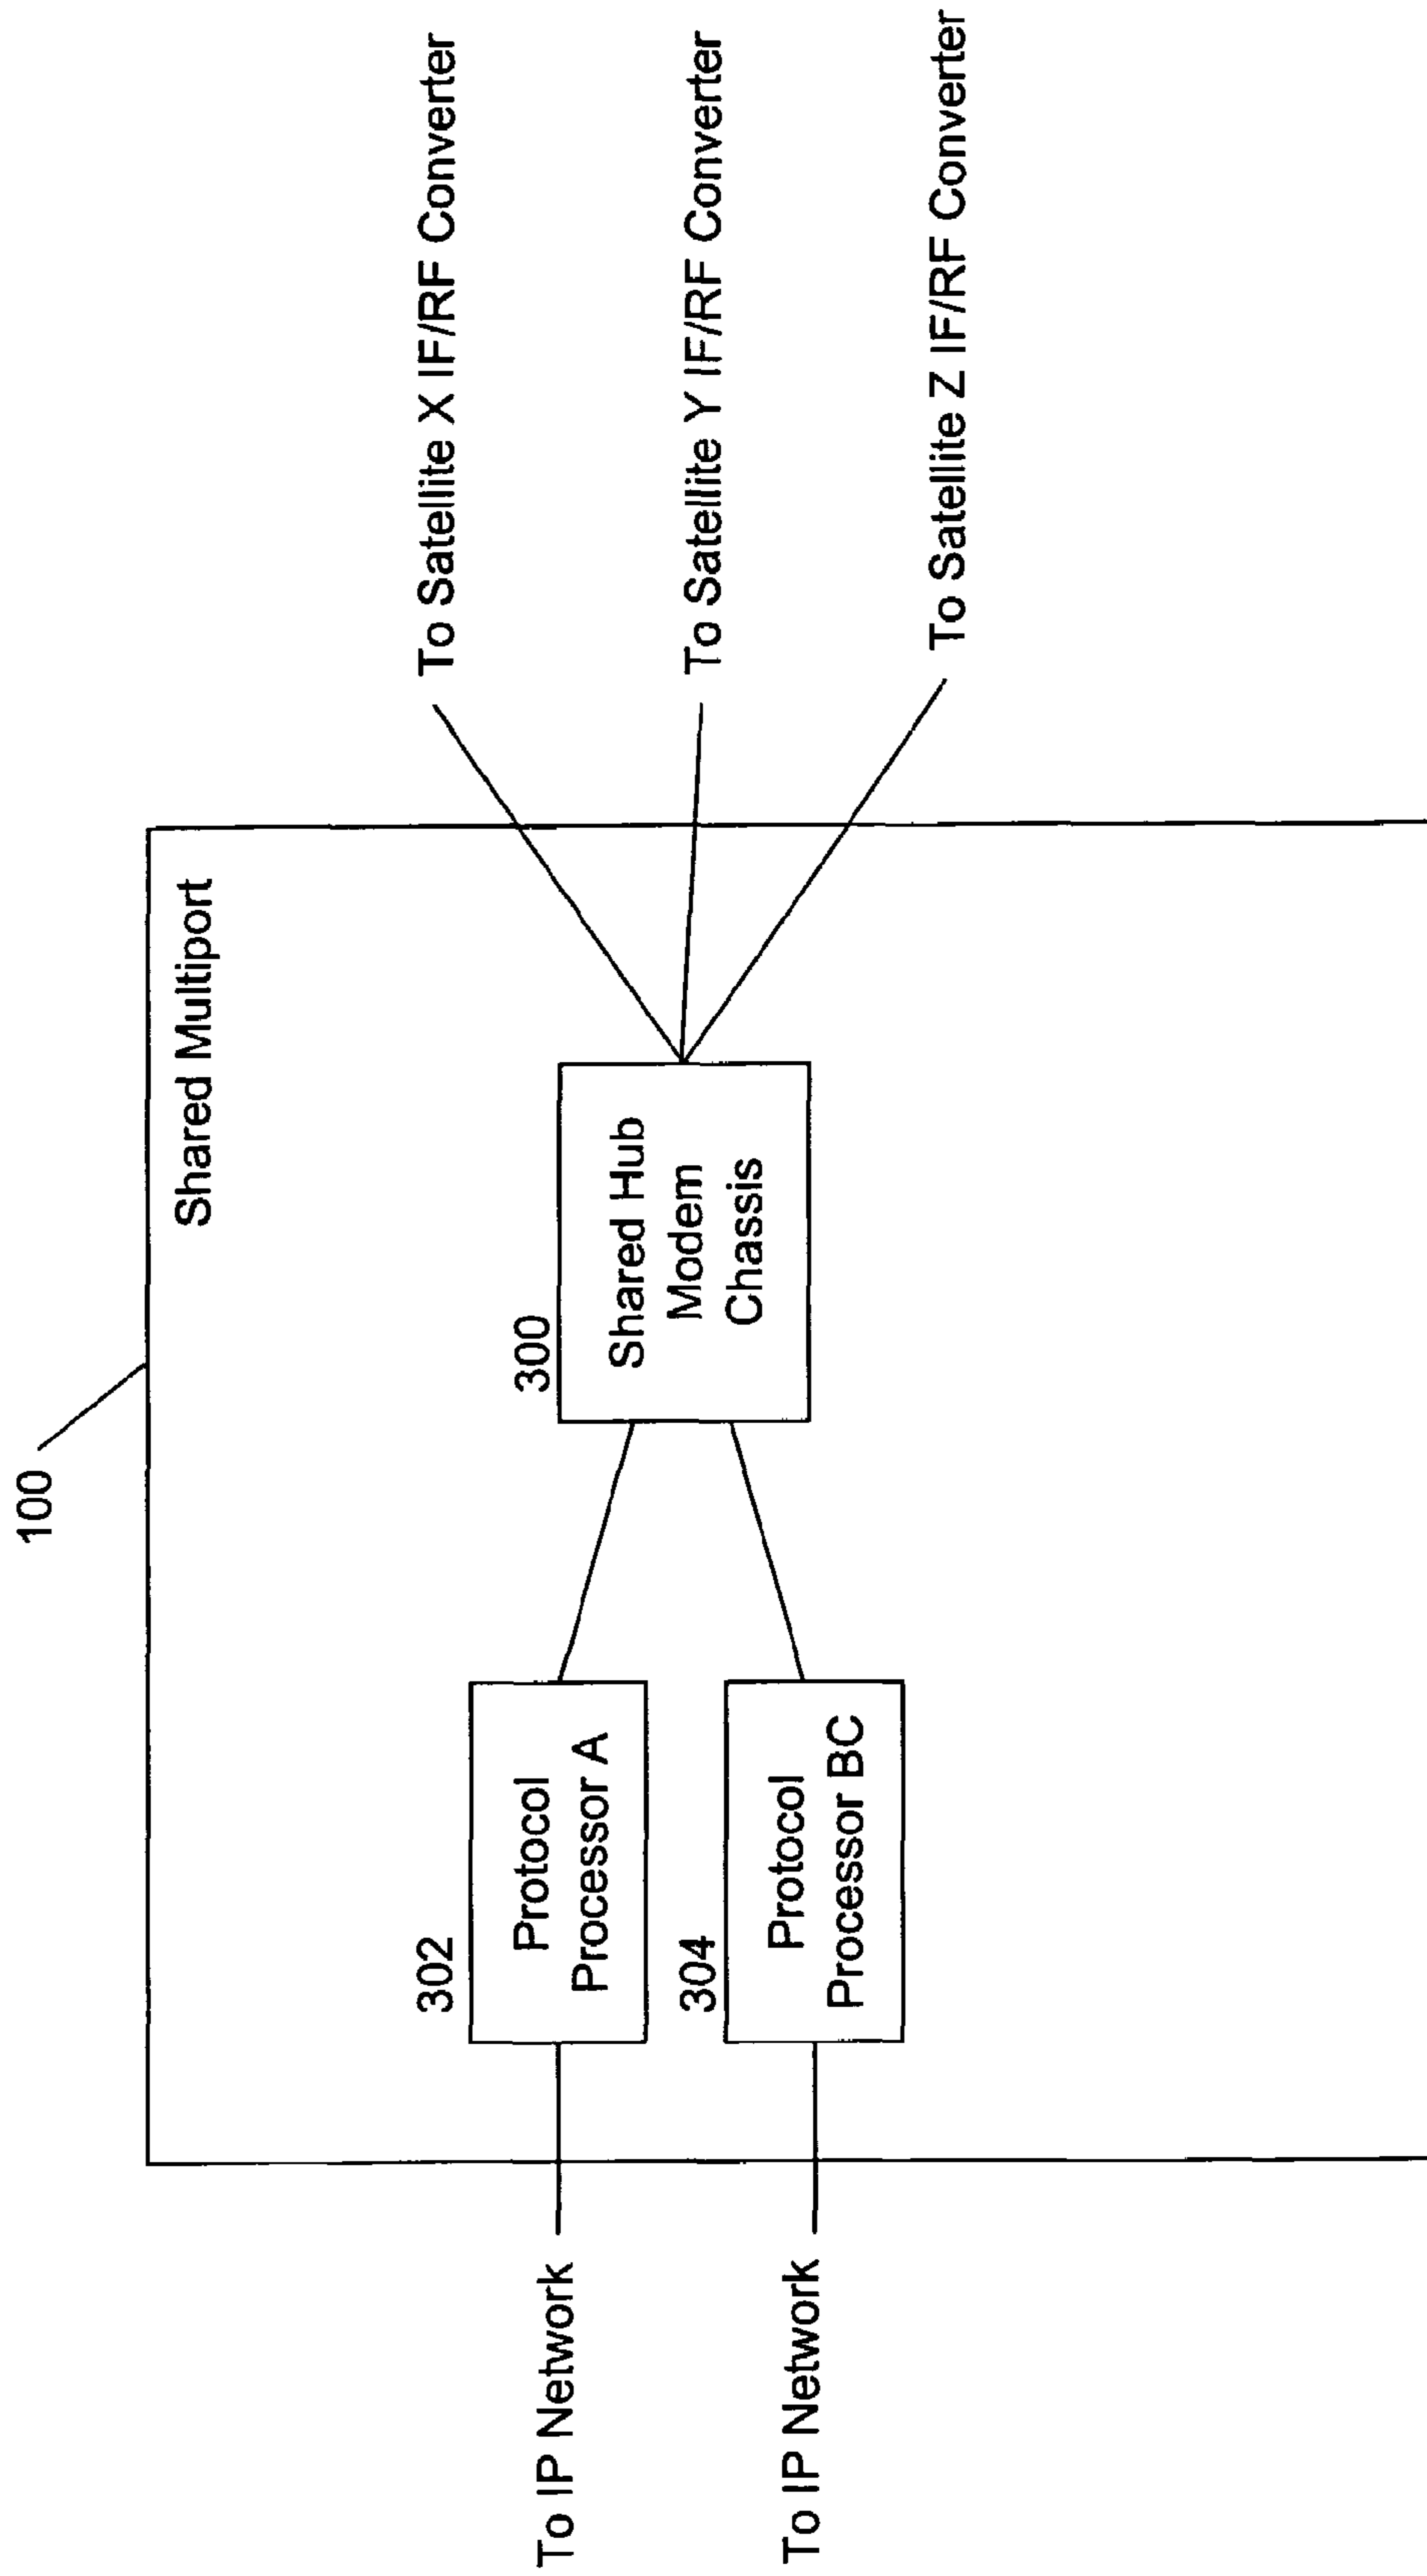 100
Shared Multiport
To Satellite X IF/RF Converter
To Satellite Y IF/RF Converter
To Satellite Z IF/RF Converter
300
Shared Hub
Modem
Chassis
302
Protocol
Processor A
304
Protocol
Processor BC
To IP Network
To IP Network